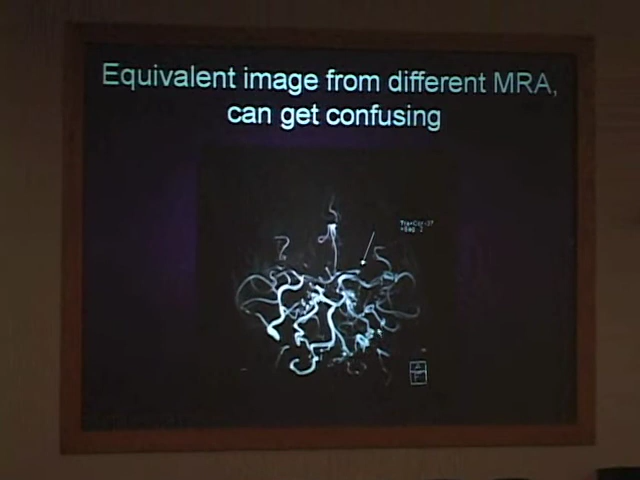 Equivalent image from different MRA,
can get confusing